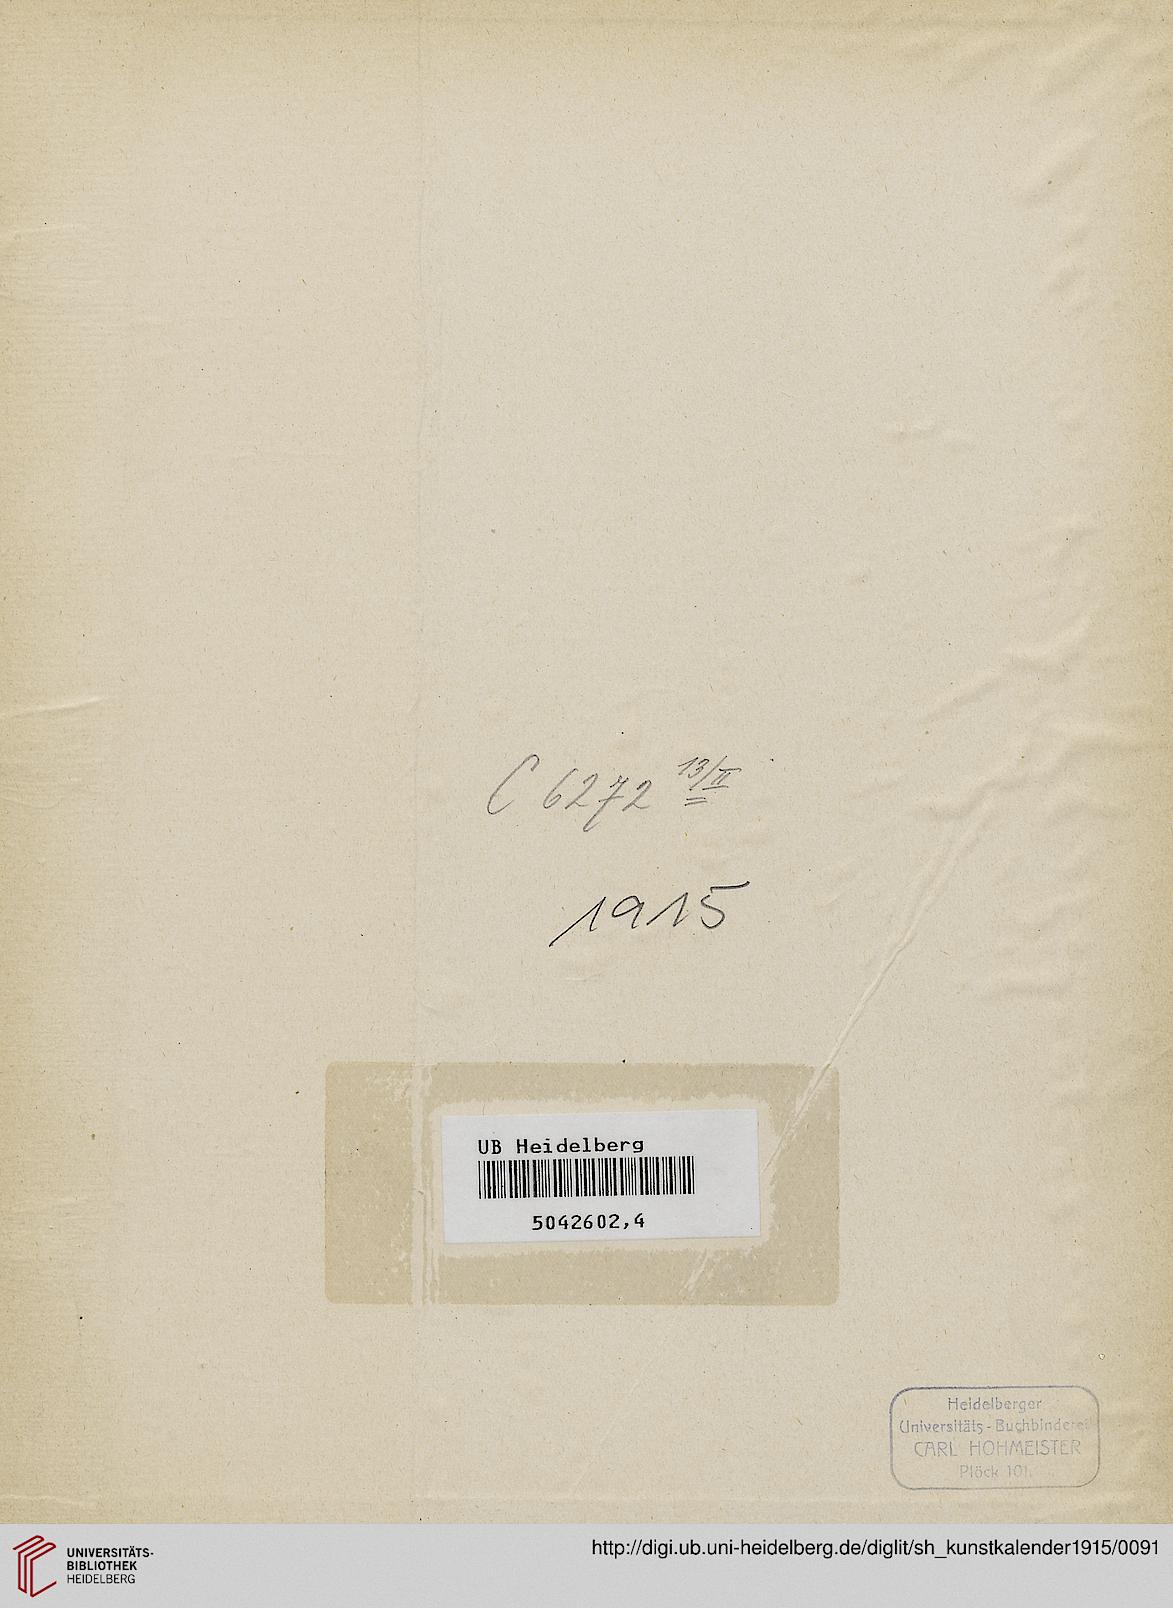 C 6272 13/II
1915
UB Heidelberg
5042602,4
Heidelberger
Universitäts-Buchbinderei
CARL HOHMEISTER
Plöck 101.
UNIVERSITÄTS-
BIBLIOTHEK
HEIDELBERG
http://digi.ub.uni-heidelberg.de/diglit/sh_kunstkalender1915/0091